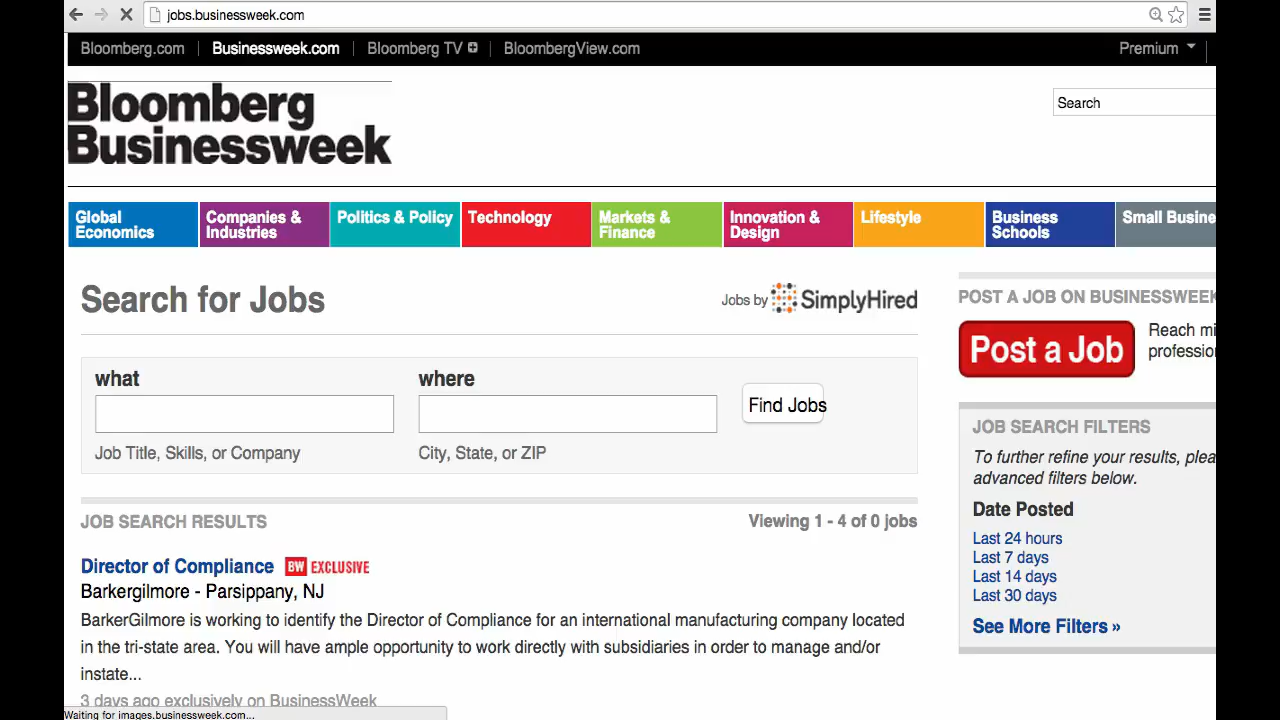 jobs.businessweek.com
Bloomberg.com Businessweek.com Bloomberg TV BloombergView.com Premium
Bloomberg
Businessweek
Search
Global Economics
Companies & Industries
Politics & Policy
Technology
Markets & Finance
Innovation & Design
Lifestyle
Business Schools
Small Busine
Search for Jobs
Jobs by SimplyHired
what
where
Find Jobs
Job Title, Skills, or Company
City, State, or ZIP
JOB SEARCH RESULTS
Viewing 1 - 4 of 0 jobs
Director of Compliance BW EXCLUSIVE
Barkergilmore - Parsippany, NJ
BarkerGilmore is working to identify the Director of Compliance for an international manufacturing company located
in the tri-state area. You will have ample opportunity to work directly with subsidiaries in order to manage and/or
instate...
3 days ago exclusively on BusinessWeek
POST A JOB ON BUSINESSWEEK
Post a Job
Reach mi
professio
JOB SEARCH FILTERS
To further refine your results, plea
advanced filters below.
Date Posted
Last 24 hours
Last 7 days
Last 14 days
Last 30 days
See More Filters »
Waiting for images.businessweek.com...